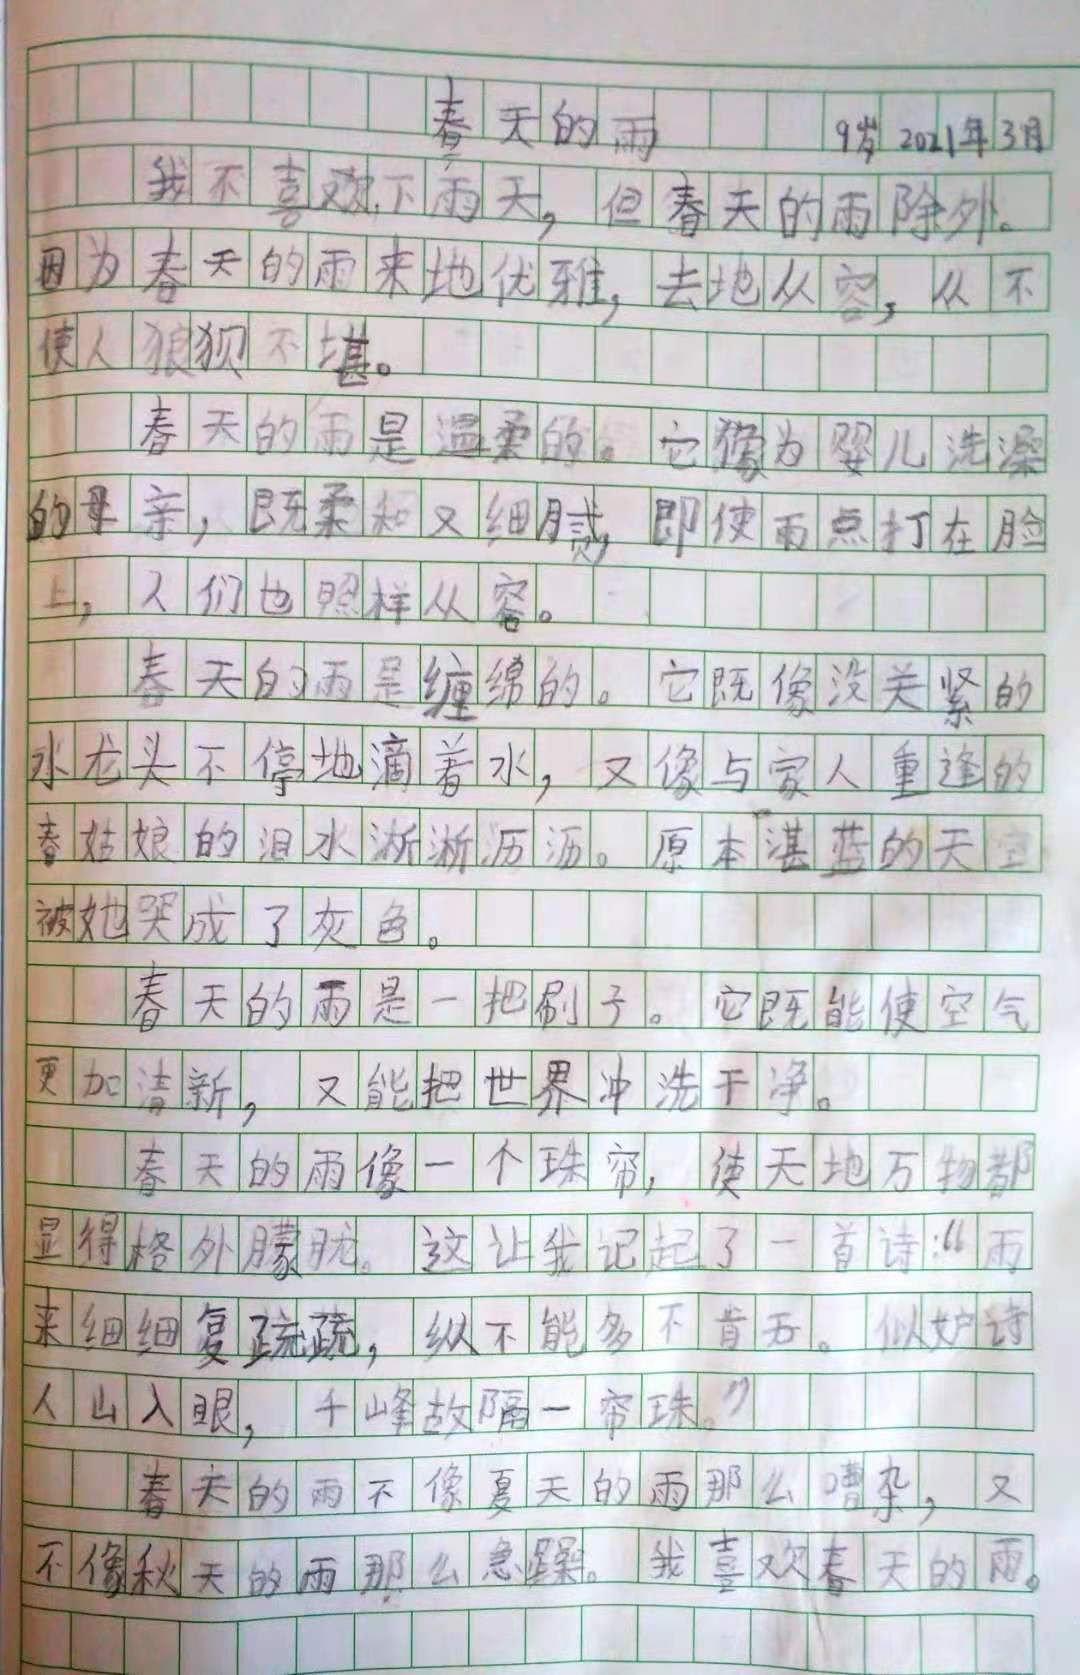 春天的雨 9岁 2021年3月
我不喜欢下雨天,但春天的雨除外。
因为春天的雨来地优雅,去地从容,从不
使人狼狈不堪。
春天的雨是温柔的。它像为婴儿洗澡
的母亲,既柔和又细腻,即使雨点打在脸
上,人们也照样从容。
春天的雨是缠绵的。它既像没关紧的
水龙头不停地滴着水,又像与家人重逢的
春姑娘的泪水淅淅沥沥。原本湛蓝的天空
被她哭成了灰色。
春天的雨是一把刷子。它既能使空气
更加清新,又能把世界冲洗干净。
春天的雨像一个珠帘,使天地万物都
显得格外朦胧。这让我记起了一首诗:“雨
来细细复疏疏,纵不能多不肯无。似妒诗
人山入眼,千峰故隔一帘珠。”
春天的雨不像夏天的雨那么嘈杂,又
不像秋天的雨那么急躁。我喜欢春天的雨。